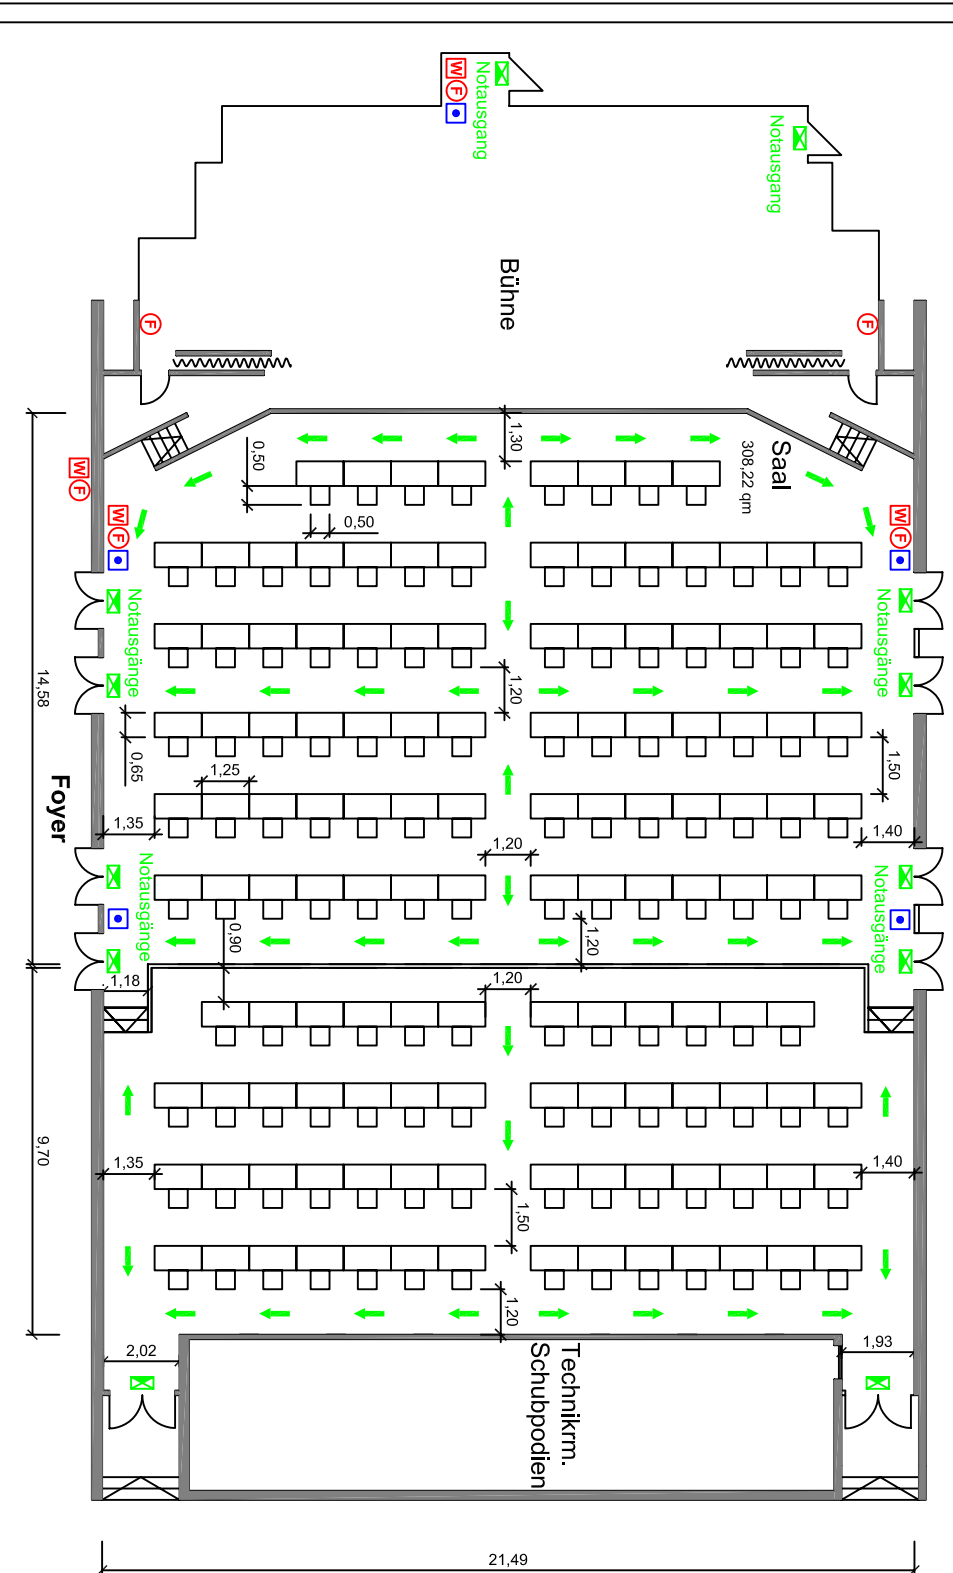 W F
Notausgang
Notausgang
Bühne
F
F
1,30
Saal
308,22 qm
0,50
0,50
W F
W F
W F
Notausgänge
Notausgänge
14,58
1,20
0,65
1,25
1,50
Foyer
1,35
1,40
1,20
Notausgänge
Notausgänge
0,90
1,20
1,18
1,20
9,70
1,35
1,40
1,50
1,20
2,02
1,93
Technikrm.
Schubpodien
21,49